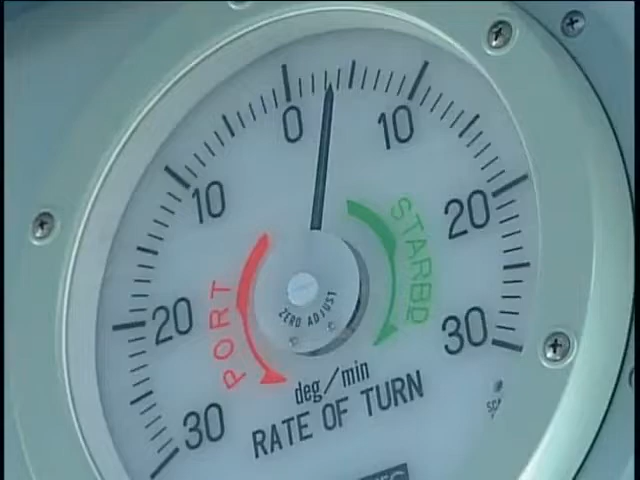 0
10
10
20
20
30
30
PORT
STARBD
ZERO ADJUST
deg/min
RATE OF TURN